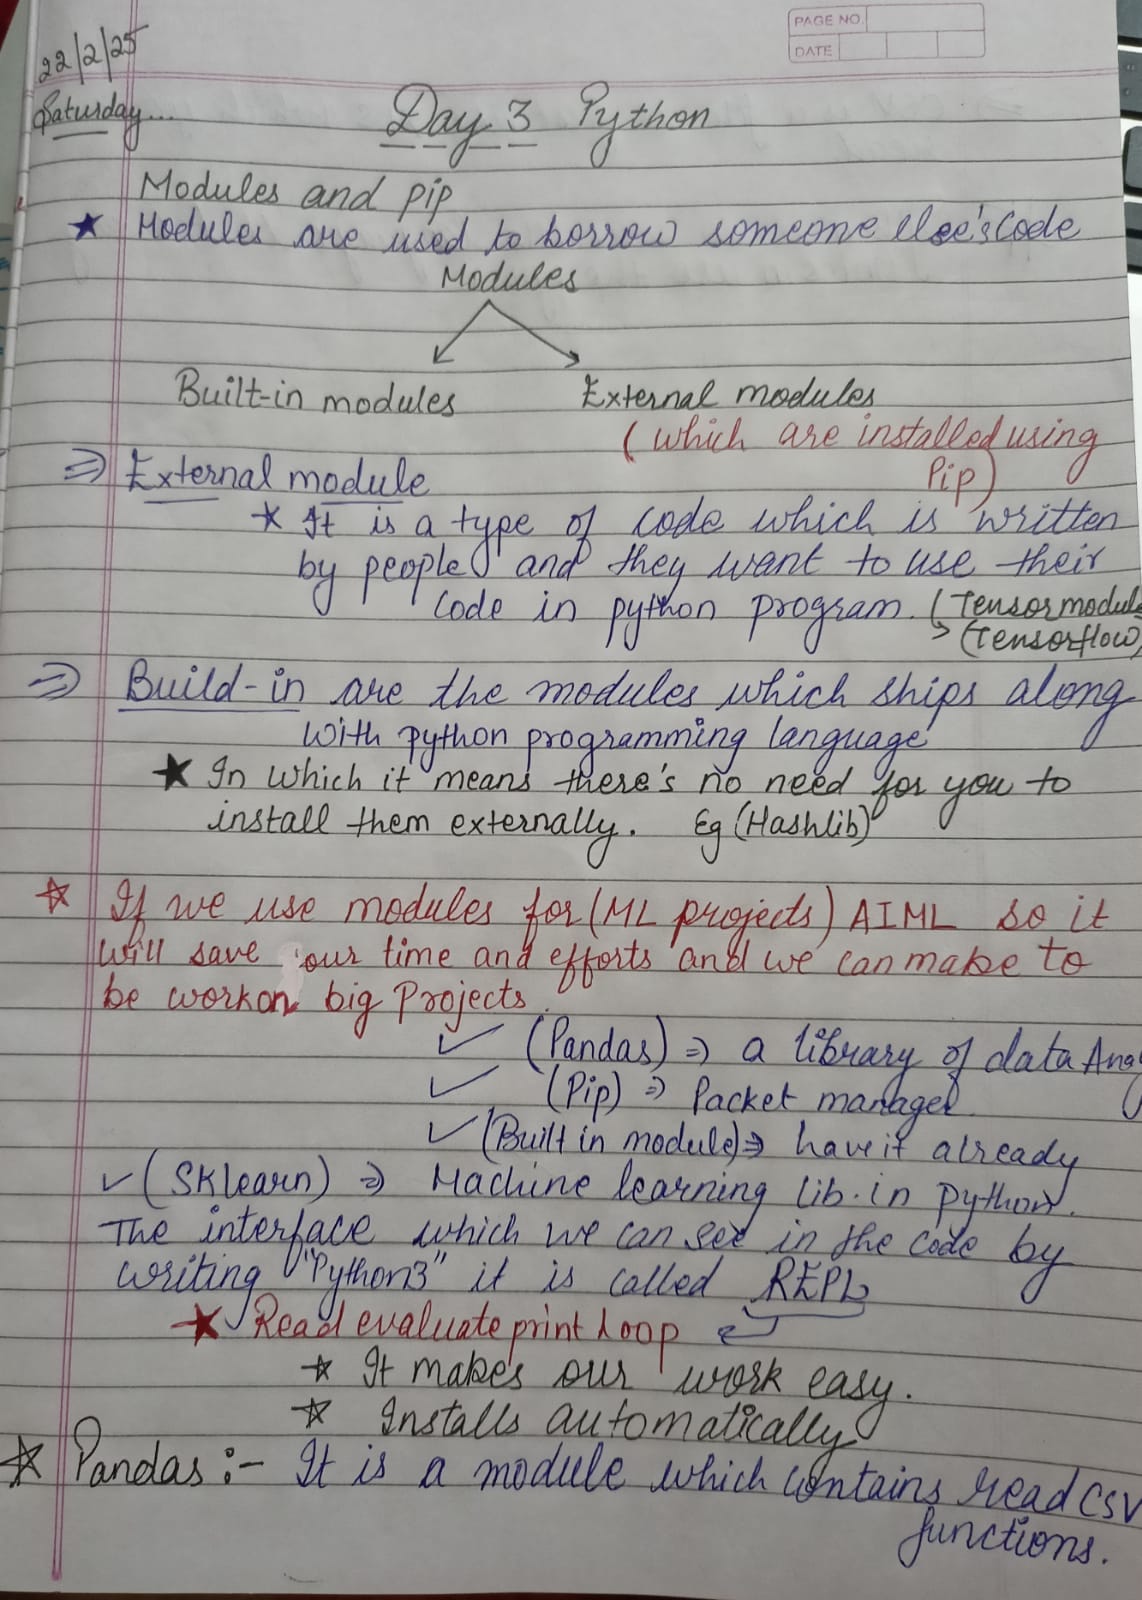 PAGE NO.
DATE
22/2/25
Saturday...
Day 3 Python
Modules and pip
★ Modules are used to borrow someone else's code
Modules
Built-in modules External modules
(which are installed using
Pip)
⇒ External module
* It is a type of code which is written
by people and they want to use their
code in python program. (Tensor module
→ (Tensorflow)
⇒ Build-in are the modules which ships along
with python programming language
★ In which it means there's no need for you to
install them externally. Eg (Hashlib)
☆ If we use modules for (ML projects) AIML so it
will save our time and efforts and we can make to
be work on big Projects.
✓ (Pandas) ⇒ a library of data Analy
✓ (Pip) ⇒ Packet manager
✓ (Built in module) ⇒ have it already
✓ (SKlearn) ⇒ Machine learning lib. in python.
The interface which we can see in the code by
writing "Python3" it is called REPL
★ Read evaluate print Loop
☆ It makes our work easy.
☆ Installs automatically
☆ Pandas :- It is a module which contains read CSV
functions.